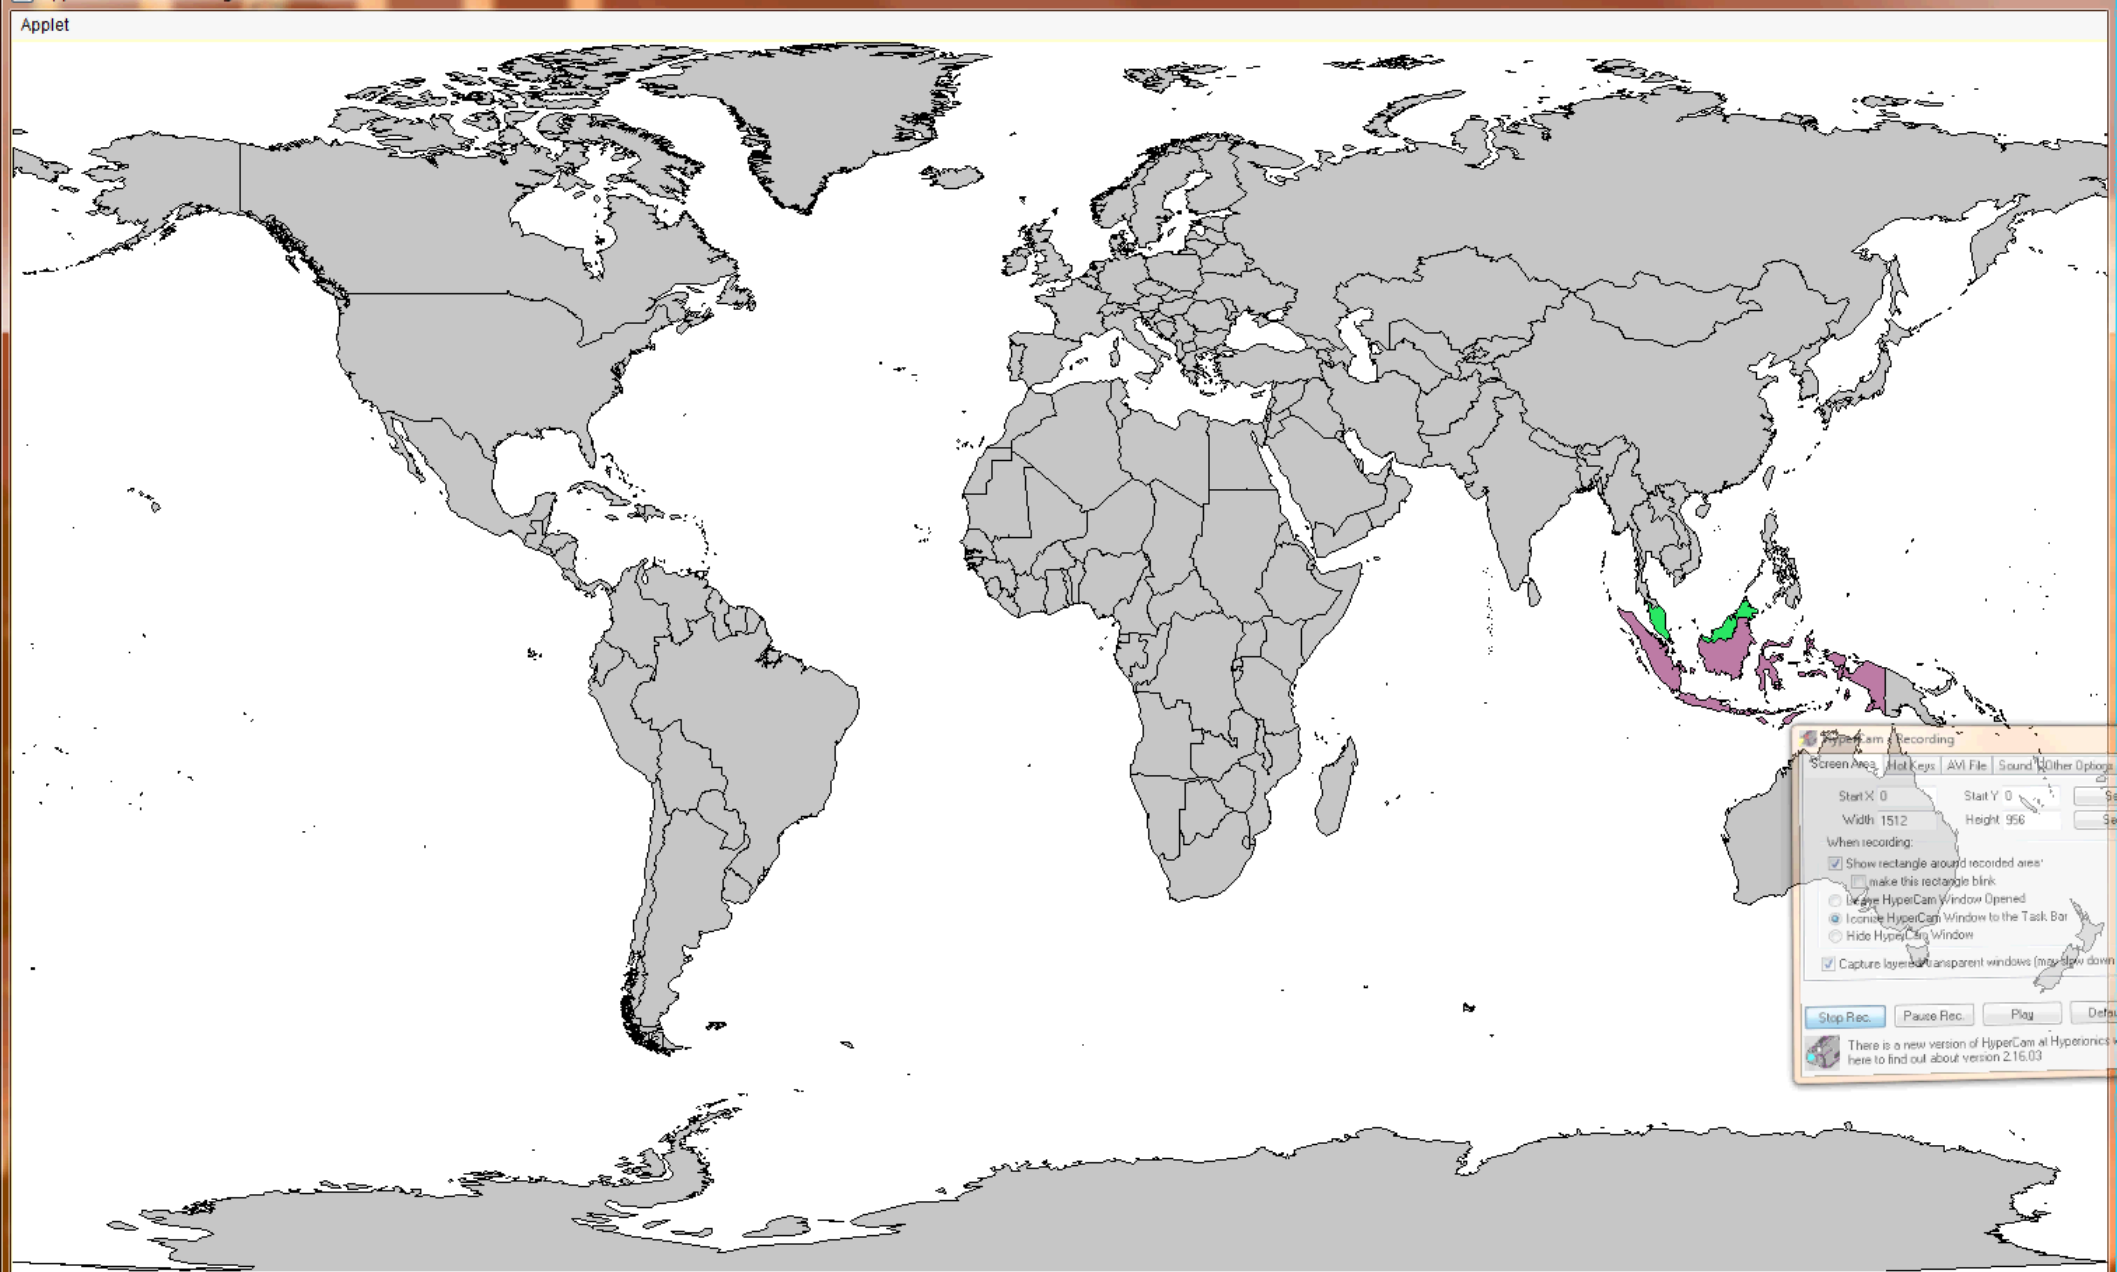 Applet
HyperCam - Recording
Screen Area Hot Keys AVI File Sound Other Options
Start X 0 Start Y 0
Width 1512 Height 956
When recording:
Show rectangle around recorded area
make this rectangle blink
Leave HyperCam Window Opened
Iconize HyperCam Window to the Task Bar
Hide HyperCam Window
Capture layered/transparent windows (may slow down
Stop Rec. Pause Rec. Play
There is a new version of HyperCam at Hyperionics
here to find out about version 2.16.03